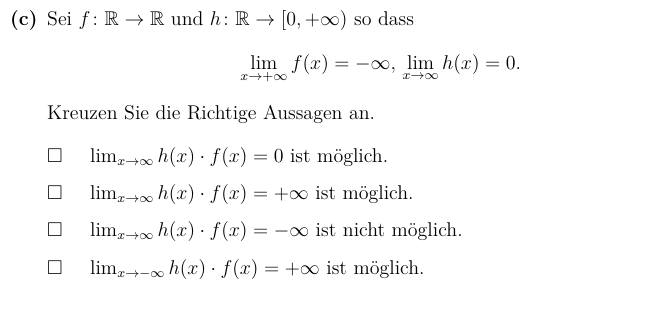 (c) Sei f: ℝ → ℝ und h: ℝ → [0, +∞) so dass
lim_{x→+∞} f(x) = −∞, lim_{x→∞} h(x) = 0.
Kreuzen Sie die Richtige Aussagen an.
☐ lim_{x→∞} h(x) · f(x) = 0 ist möglich.
☐ lim_{x→∞} h(x) · f(x) = +∞ ist möglich.
☐ lim_{x→∞} h(x) · f(x) = −∞ ist nicht möglich.
☐ lim_{x→−∞} h(x) · f(x) = +∞ ist möglich.